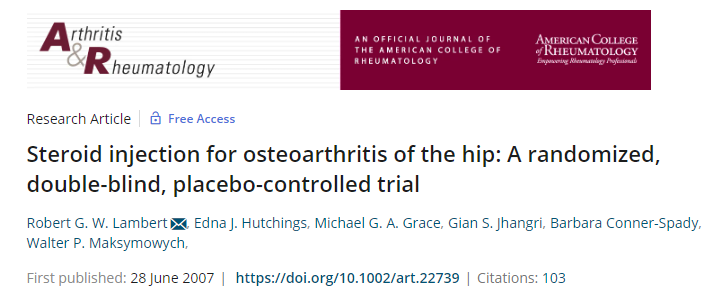 Arthritis
& Rheumatology
AN OFFICIAL JOURNAL OF
THE AMERICAN COLLEGE OF
RHEUMATOLOGY
AMERICAN COLLEGE
of RHEUMATOLOGY
Empowering Rheumatology Professionals
Research Article Free Access
Steroid injection for osteoarthritis of the hip: A randomized,
double-blind, placebo-controlled trial
Robert G. W. Lambert, Edna J. Hutchings, Michael G. A. Grace, Gian S. Jhangri, Barbara Conner-Spady,
Walter P. Maksymowych,
First published: 28 June 2007 | https://doi.org/10.1002/art.22739 | Citations: 103